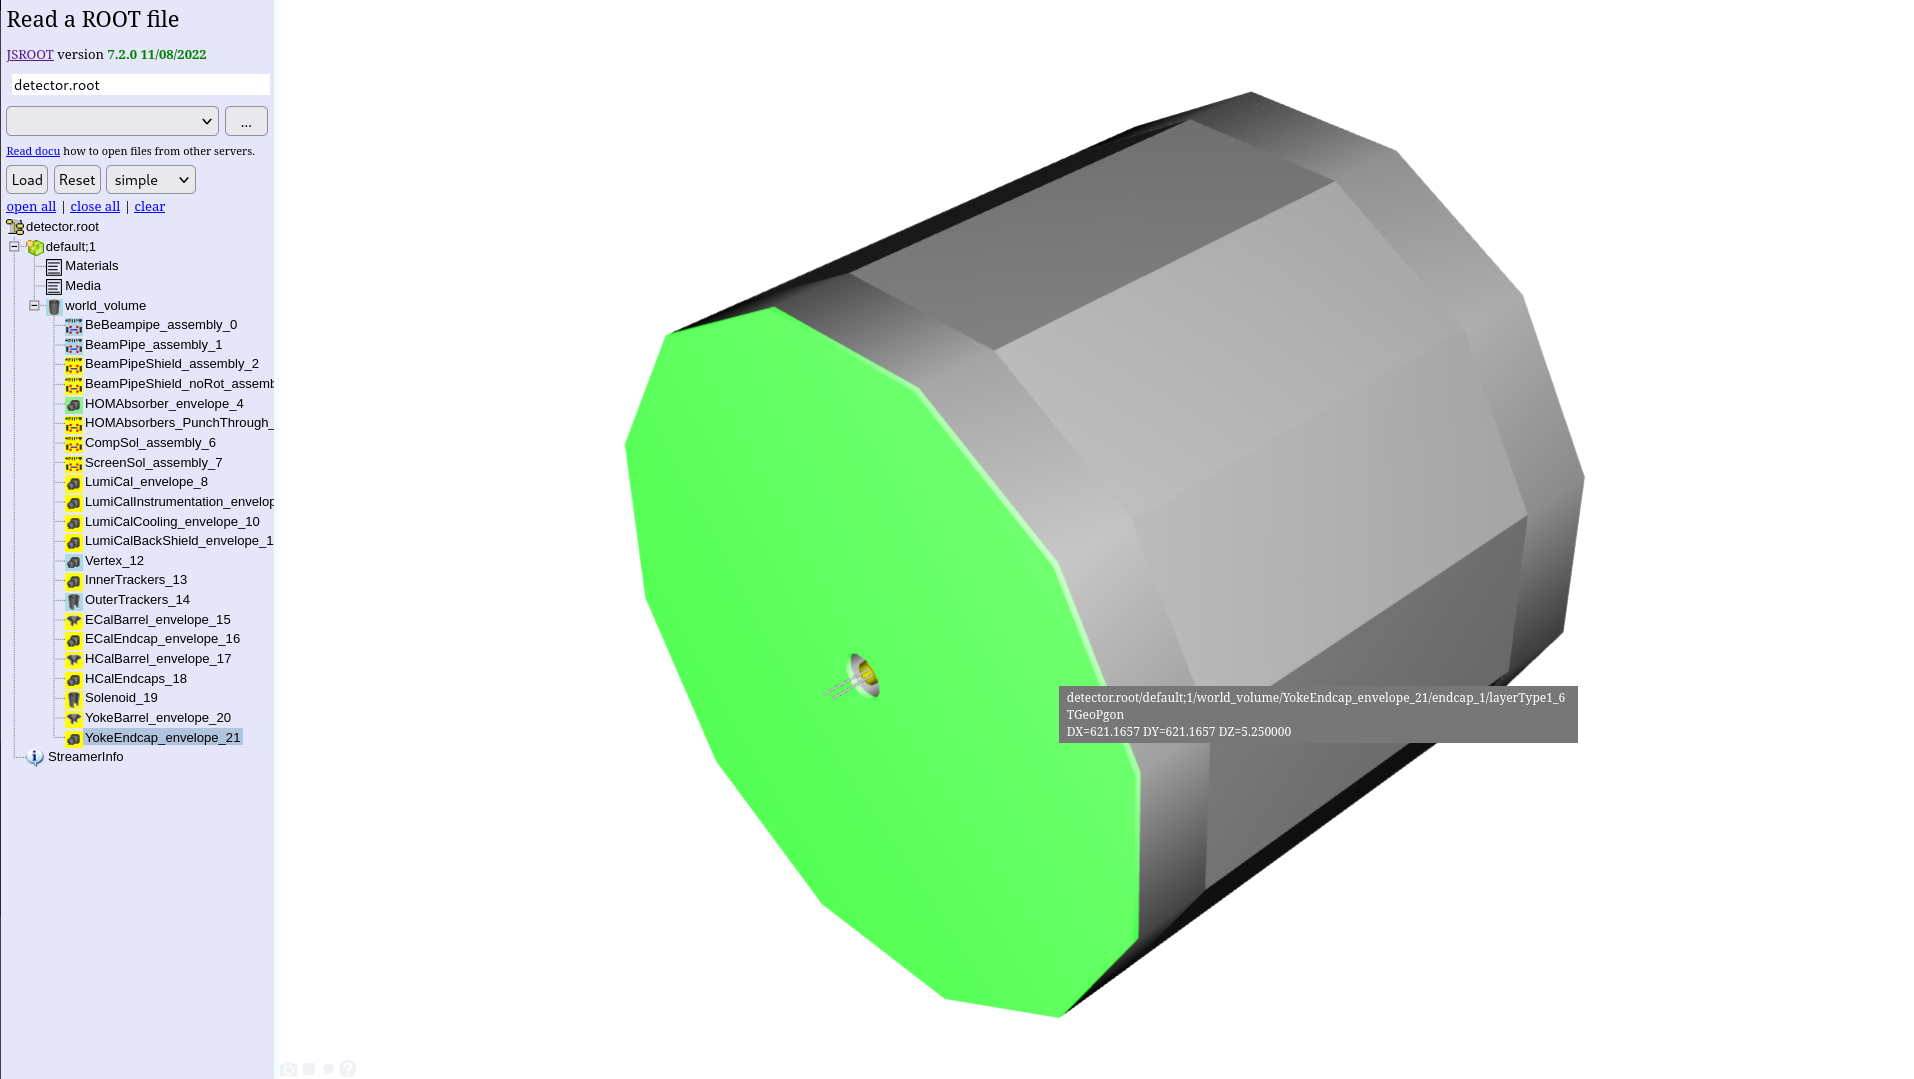 Read a ROOT file
JSROOT version 7.2.0 11/08/2022
detector.root
...
Read docu how to open files from other servers.
Load Reset simple
open all | close all | clear
detector.root
default;1
Materials
Media
world_volume
BeBeampipe_assembly_0
BeamPipe_assembly_1
BeamPipeShield_assembly_2
BeamPipeShield_noRot_assemb
HOMAbsorber_envelope_4
HOMAbsorbers_PunchThrough_
CompSol_assembly_6
ScreenSol_assembly_7
LumiCal_envelope_8
LumiCalInstrumentation_envelop
LumiCalCooling_envelope_10
LumiCalBackShield_envelope_1
Vertex_12
InnerTrackers_13
OuterTrackers_14
ECalBarrel_envelope_15
ECalEndcap_envelope_16
HCalBarrel_envelope_17
HCalEndcaps_18
Solenoid_19
YokeBarrel_envelope_20
YokeEndcap_envelope_21
StreamerInfo
detector.root/default;1/world_volume/YokeEndcap_envelope_21/endcap_1/layerType1_6
TGeoPgon
DX=621.1657 DY=621.1657 DZ=5.250000